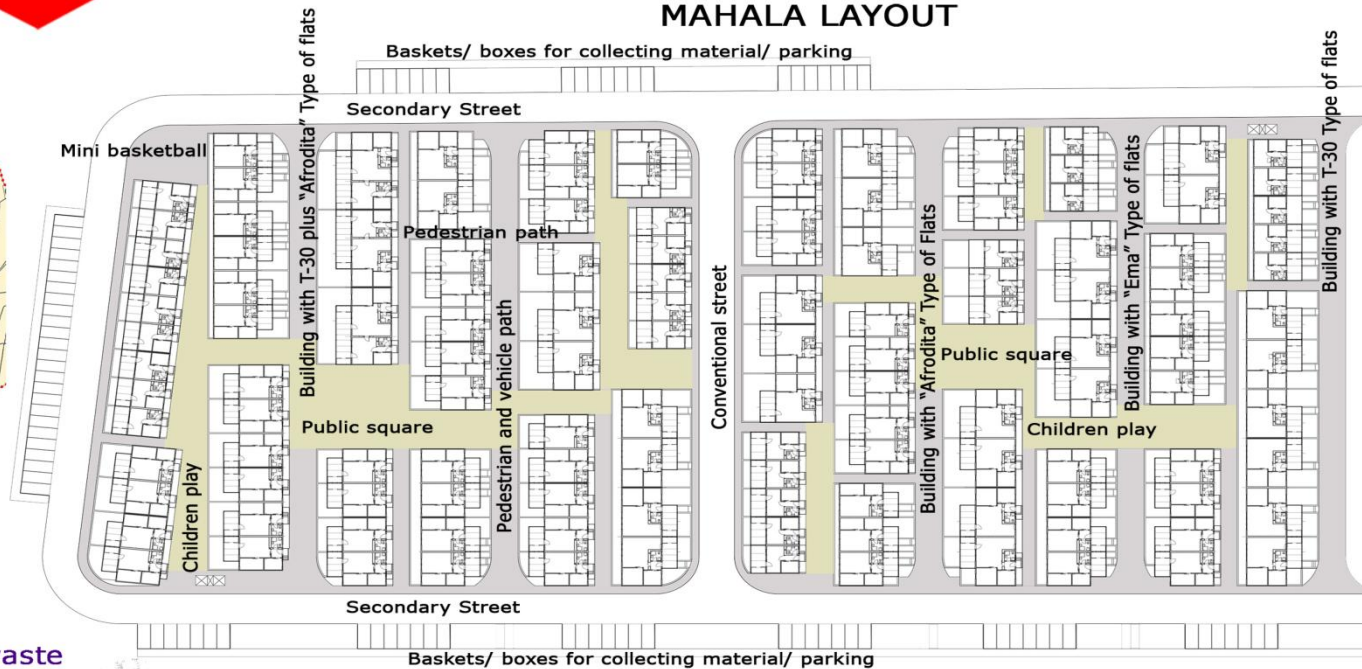 MAHALA LAYOUT
Baskets/ boxes for collecting material/ parking
Secondary Street
Mini basketball
Building with T-30 plus "Afrodita" Type of flats
Building with T-30 Type of flats
Pedestrian path
Building with "Ema" Type of flats
Pedestrian and vehicle path
Conventional street
Building with "Afrodita" Type of Flats
Public square
Public square
Children play
Children play
Secondary Street
Baskets/ boxes for collecting material/ parking